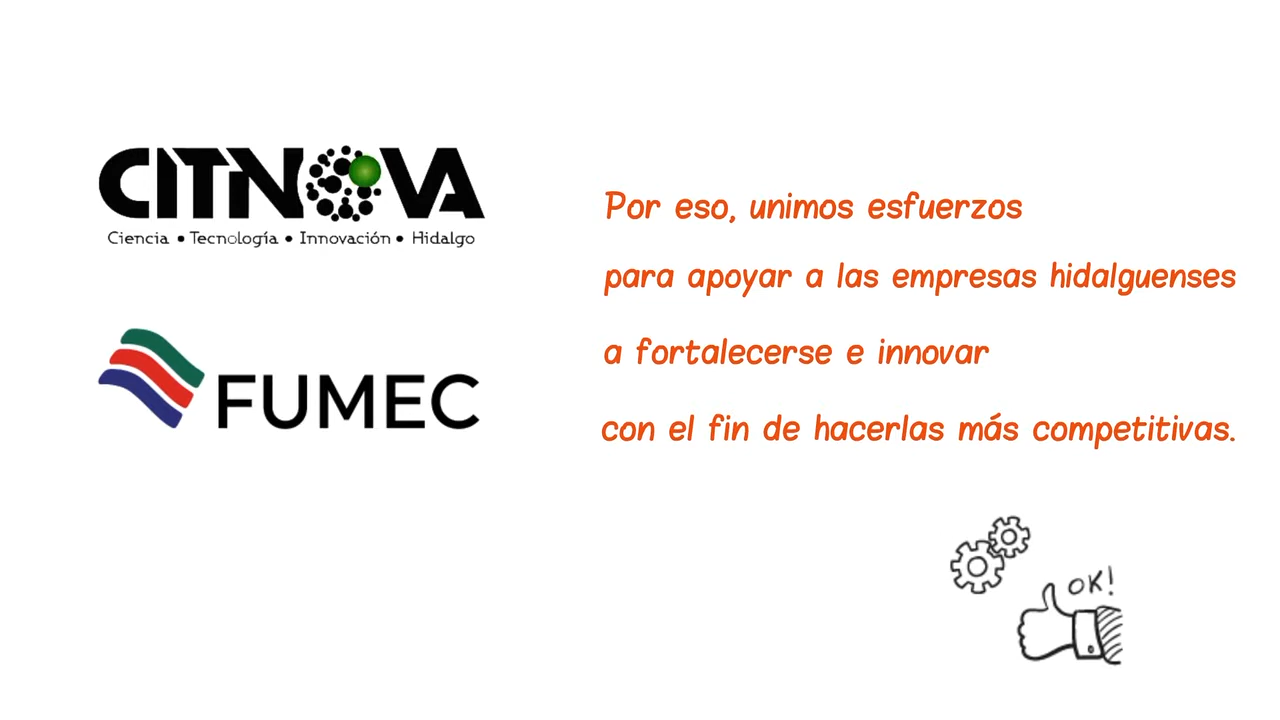 CITNOVA
Ciencia • Tecnología • Innovación • Hidalgo
FUMEC
Por eso, unimos esfuerzos
para apoyar a las empresas hidalguenses
a fortalecerse e innovar
con el fin de hacerlas más competitivas.
OK!